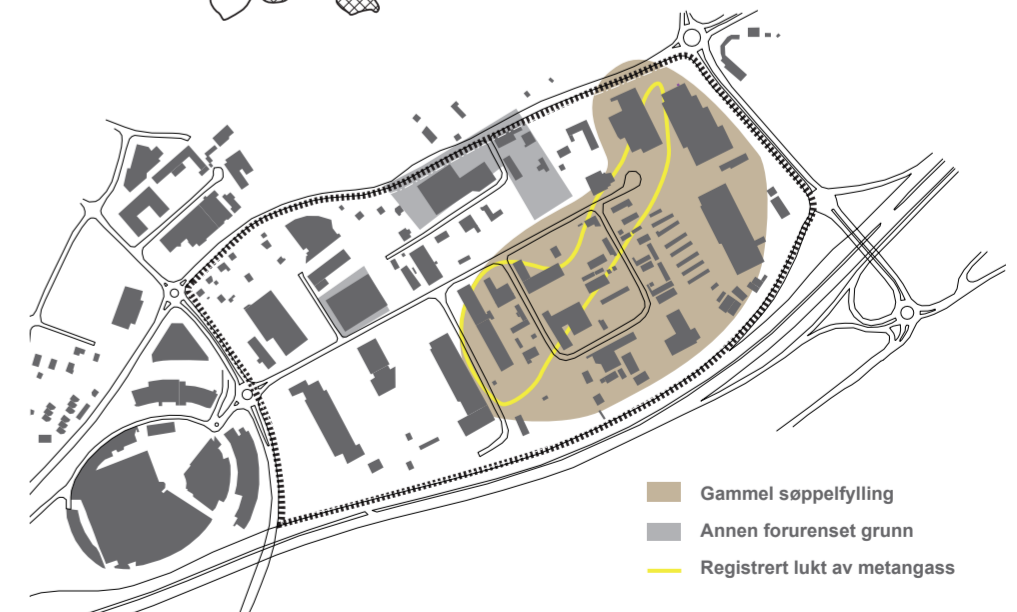 Gammel søppelfylling
Annen forurenset grunn
Registrert lukt av metangass